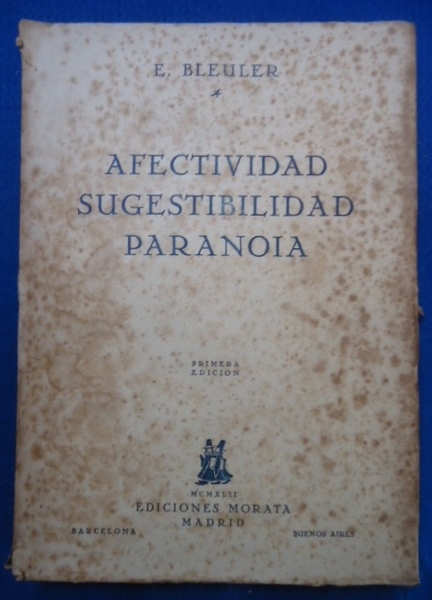 E. BLEULER
AFECTIVIDAD
SUGESTIBILIDAD
PARANOIA
PRIMERA
EDICION
MCMXLII
EDICIONES MORATA
MADRID
BARCELONA BUENOS AIRES